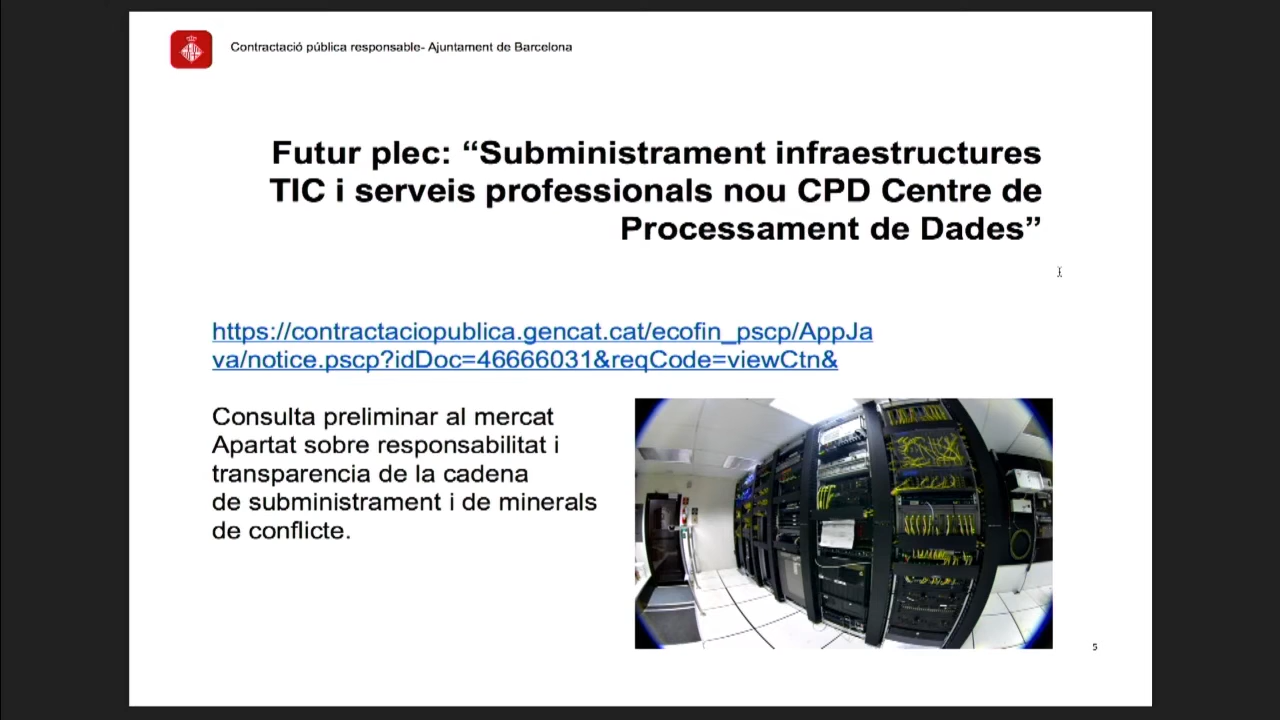 Contractació pública responsable- Ajuntament de Barcelona
Futur plec: “Subministrament infraestructures
TIC i serveis professionals nou CPD Centre de
Processament de Dades”
https://contractaciopublica.gencat.cat/ecofin_pscp/AppJa
va/notice.pscp?idDoc=46666031&reqCode=viewCtn&
Consulta preliminar al mercat
Apartat sobre responsabilitat i
transparencia de la cadena
de subministrament i de minerals
de conflicte.
5